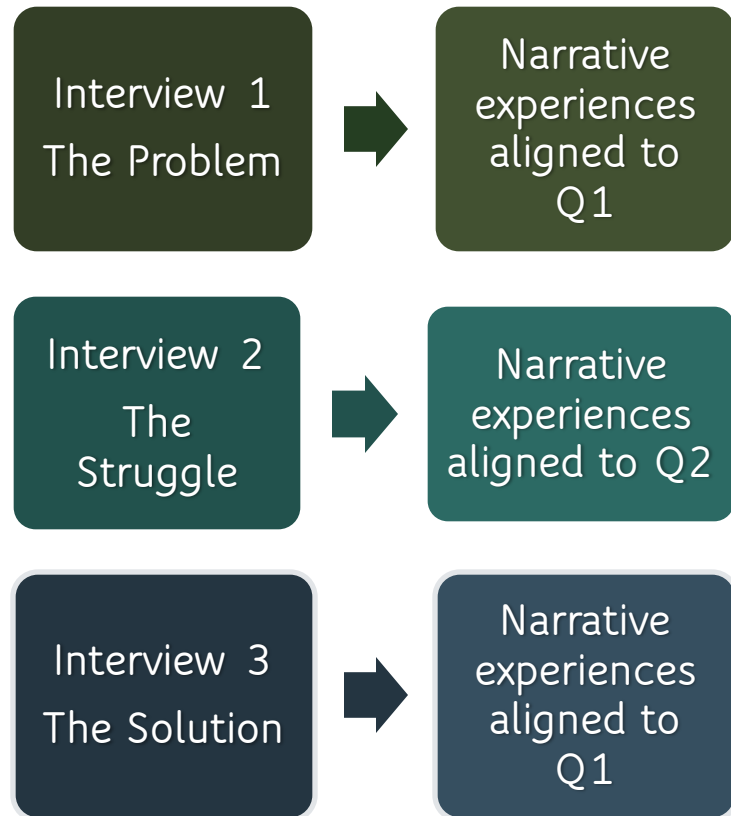 Interview 1
The Problem
Narrative
experiences
aligned to
Q1
Interview 2
The
Struggle
Narrative
experiences
aligned to Q2
Interview 3
The Solution
Narrative
experiences
aligned to
Q1